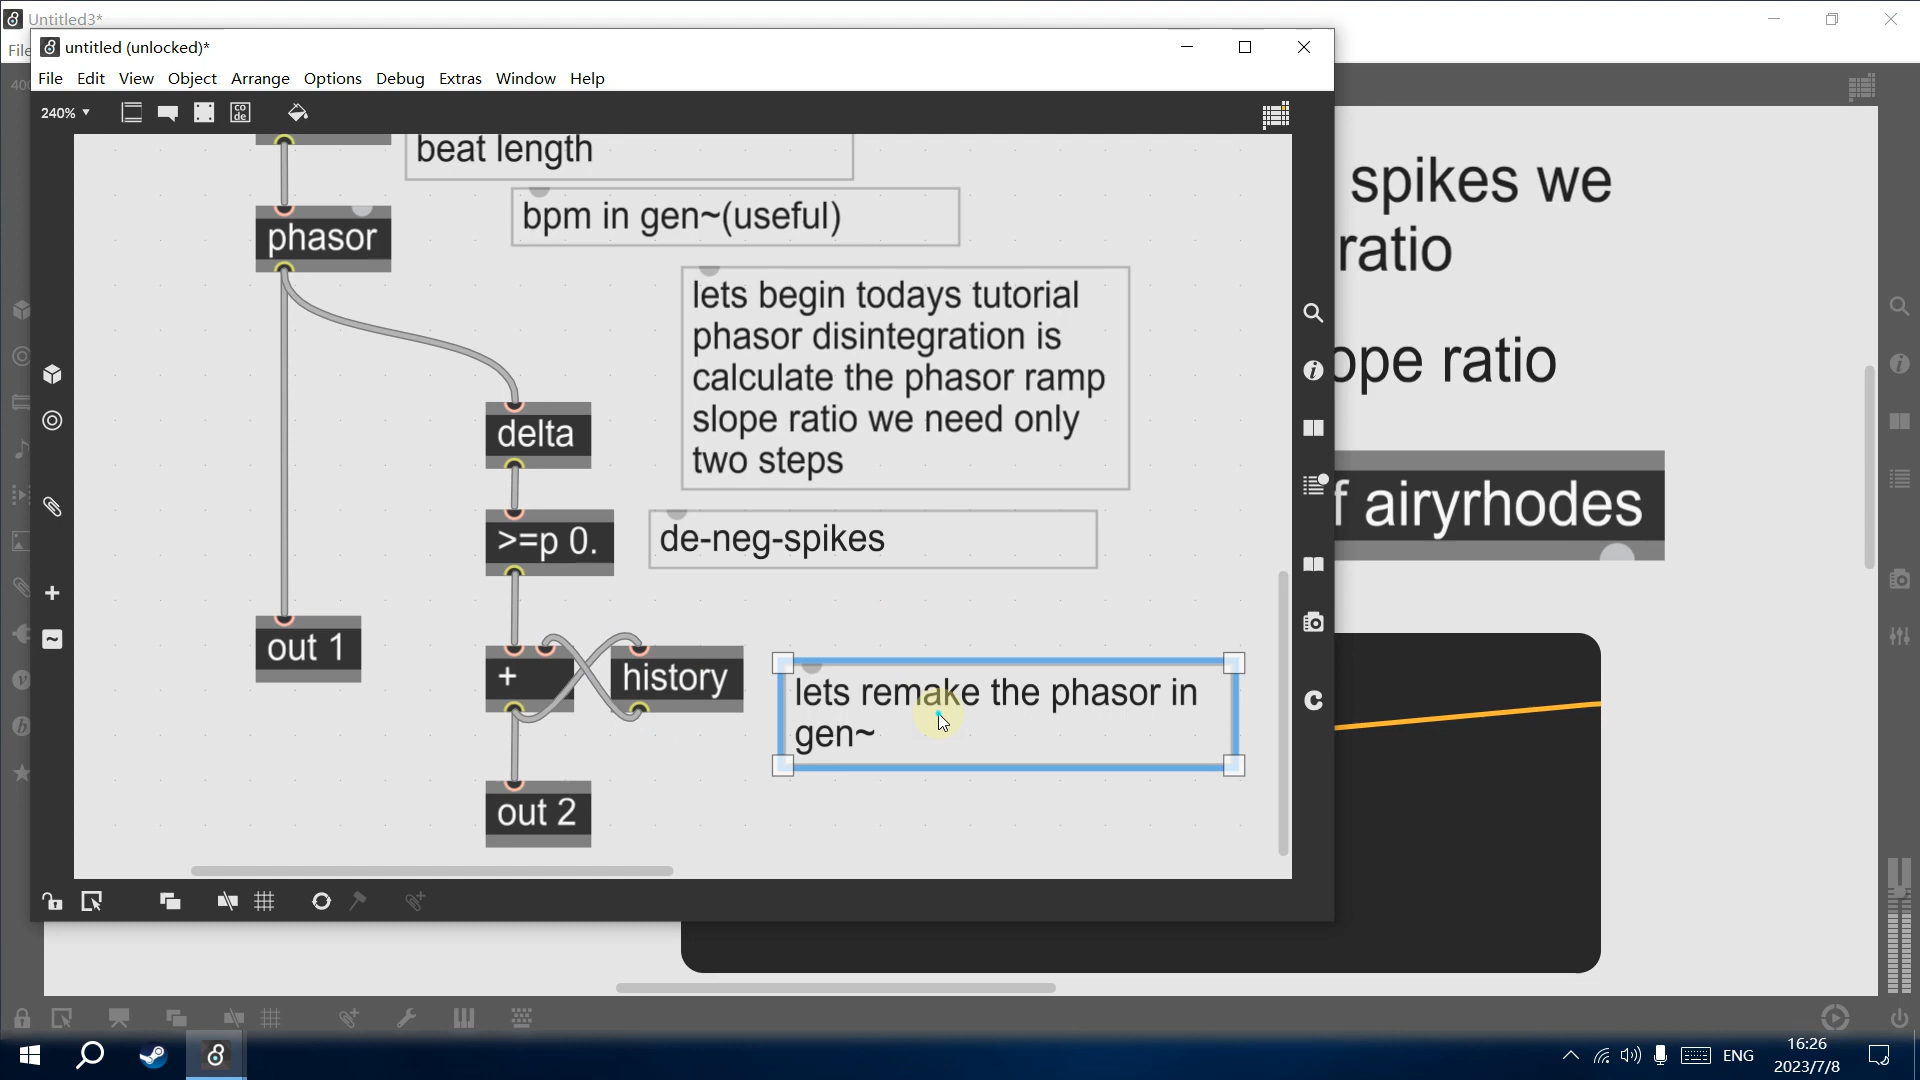 Untitled3*
untitled (unlocked)*
File Edit View Object Arrange Options Debug Extras Window Help
240%
beat length
bpm in gen~(useful)
phasor
lets begin todays tutorial
phasor disintegration is
calculate the phasor ramp
slope ratio we need only
two steps
delta
>=p 0.
de-neg-spikes
out 1
+
history
lets remake the phasor in
gen~
out 2
spikes we
ratio
ope ratio
f airyrhodes
ENG
16:26
2023/7/8